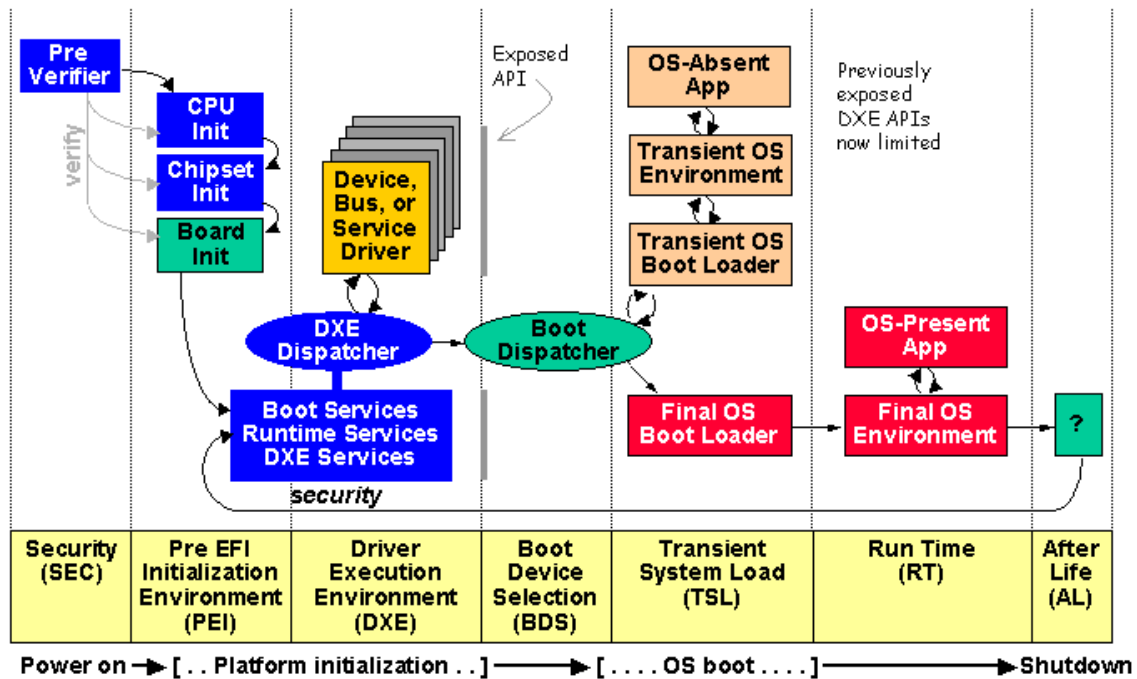 Pre
Verifier
verify
CPU
Init
Chipset
Init
Board
Init
Device,
Bus, or
Service
Driver
DXE
Dispatcher
Boot Services
Runtime Services
DXE Services
security
Exposed
API
Boot
Dispatcher
OS-Absent
App
Transient OS
Environment
Transient OS
Boot Loader
Final OS
Boot Loader
Previously
exposed
DXE APIs
now limited
OS-Present
App
Final OS
Environment
?
Security
(SEC)
Pre EFI
Initialization
Environment
(PEI)
Driver
Execution
Environment
(DXE)
Boot
Device
Selection
(BDS)
Transient
System Load
(TSL)
Run Time
(RT)
After
Life
(AL)
Power on [ . . Platform initialization . . ] [ . . . . OS boot . . . . ] Shutdown